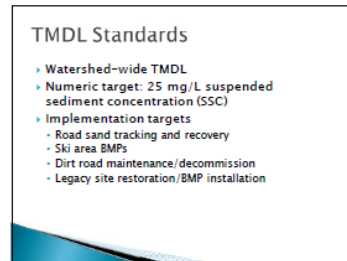 TMDL Standards
Watershed-wide TMDL
Numeric target: 25 mg/L suspended
sediment concentration (SSC)
Implementation targets
Road sand tracking and recovery
Ski area BMPs
Dirt road maintenance/decommission
Legacy site restoration/BMP installation